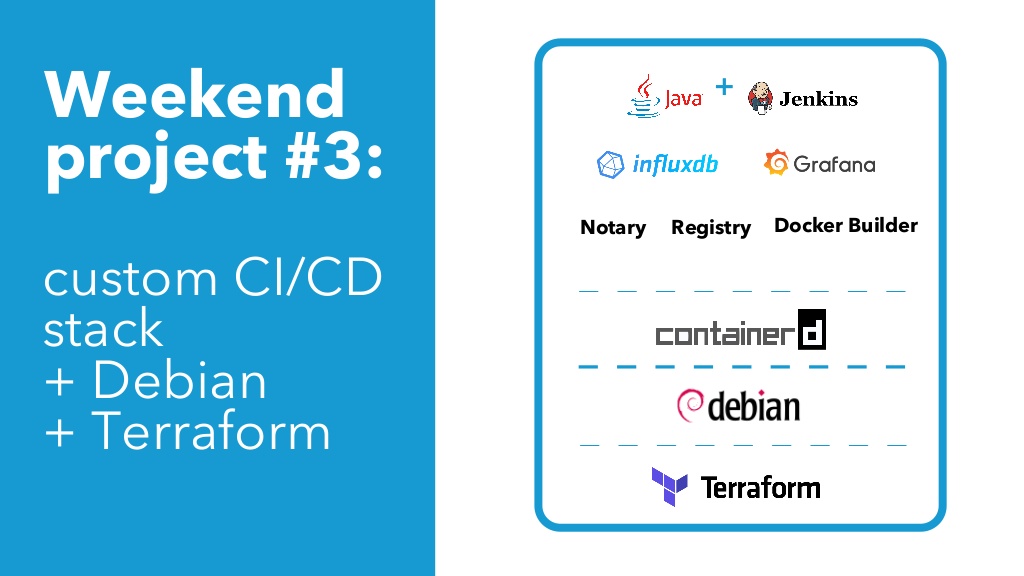 Weekend
project #3:
custom CI/CD
stack
+ Debian
+ Terraform
Java + Jenkins
influxdb Grafana
Notary Registry Docker Builder
containerd
debian
Terraform